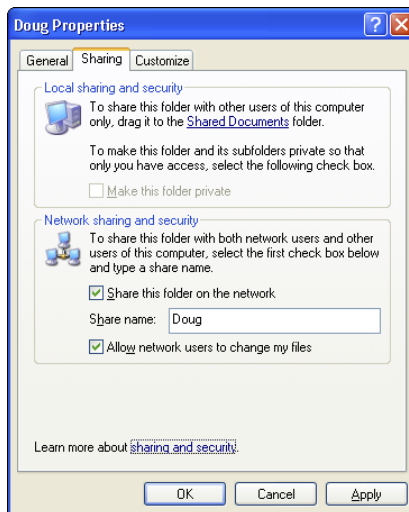 Doug Properties
General Sharing Customize
Local sharing and security
To share this folder with other users of this computer
only, drag it to the Shared Documents folder.
To make this folder and its subfolders private so that
only you have access, select the following check box.
Make this folder private
Network sharing and security
To share this folder with both network users and other
users of this computer, select the first check box below
and type a share name.
Share this folder on the network
Share name: Doug
Allow network users to change my files
Learn more about sharing and security.
OK Cancel Apply